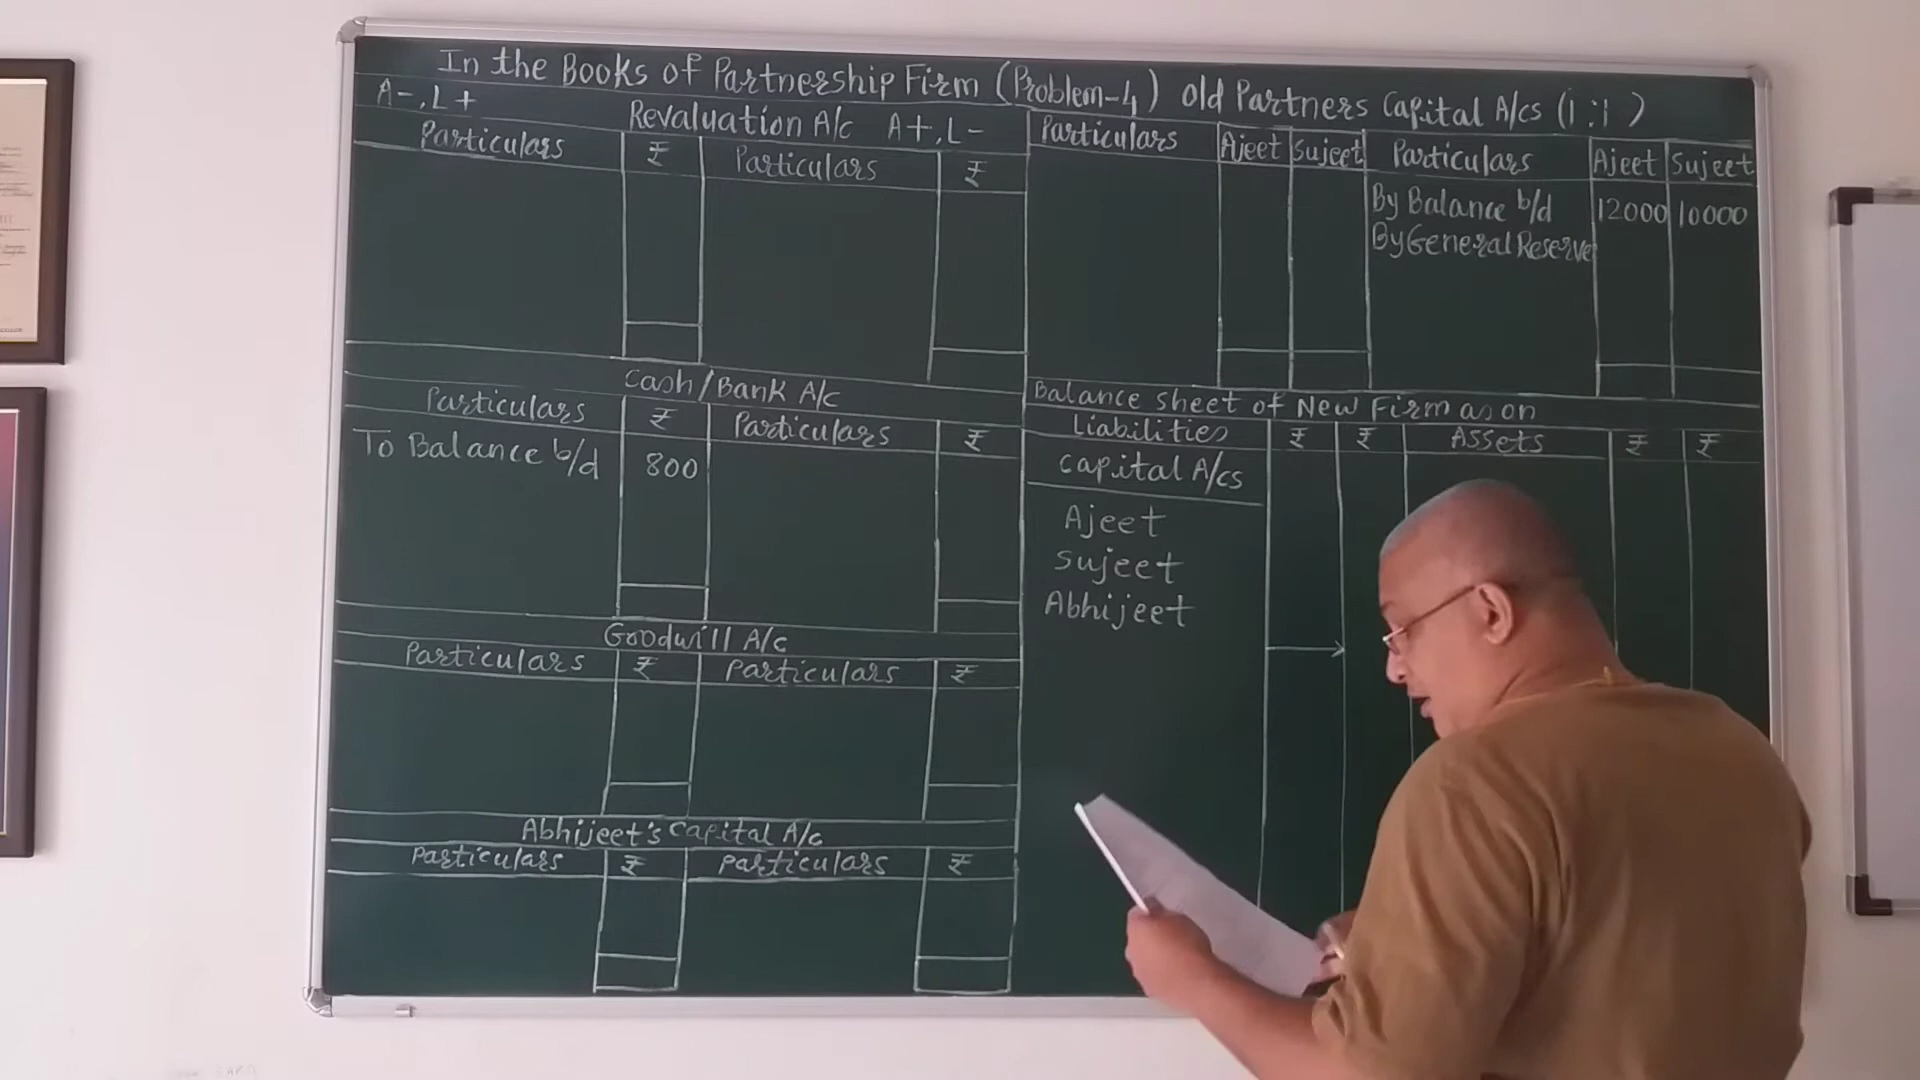 In the Books of Partnership Firm (Problem-4) old Partners Capital A/cs (1:1)
A-, L+ Revaluation A/c A+, L-
Particulars ₹ Particulars ₹
Cash/Bank A/c
Particulars ₹ Particulars ₹
To Balance b/d 800
Goodwill A/c
Particulars ₹ Particulars ₹
Abhijeet's Capital A/c
Particulars ₹ Particulars ₹
Particulars Ajeet Sujeet Particulars Ajeet Sujeet
By Balance b/d 12000 10000
By General Reserve
Balance sheet of New Firm as on
Liabilities ₹ ₹ Assets ₹ ₹
Capital A/cs
Ajeet
Sujeet
Abhijeet